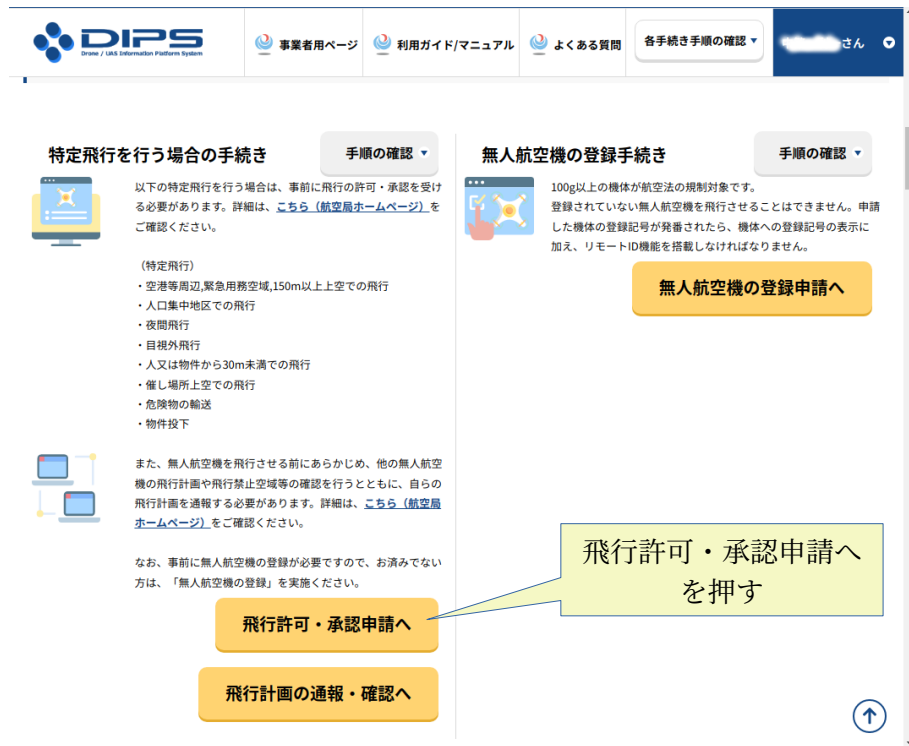 DIPS
Drone / UAS Information Platform System
事業者用ページ
利用ガイド/マニュアル
よくある質問
各手続き手順の確認
さん
特定飛行を行う場合の手続き
手順の確認
以下の特定飛行を行う場合は、事前に飛行の許可・承認を受け
る必要があります。詳細は、こちら（航空局ホームページ）を
ご確認ください。
（特定飛行）
・空港等周辺,緊急用務空域,150m以上上空での飛行
・人口集中地区での飛行
・夜間飛行
・目視外飛行
・人又は物件から30m未満での飛行
・催し場所上空での飛行
・危険物の輸送
・物件投下
また、無人航空機を飛行させる前にあらかじめ、他の無人航空
機の飛行計画や飛行禁止空域等の確認を行うとともに、自らの
飛行計画を通報する必要があります。詳細は、こちら（航空局
ホームページ）をご確認ください。
なお、事前に無人航空機の登録が必要ですので、お済みでない
方は、「無人航空機の登録」を実施ください。
飛行許可・承認申請へ
飛行計画の通報・確認へ
無人航空機の登録手続き
手順の確認
100g以上の機体が航空法の規制対象です。
登録されていない無人航空機を飛行させることはできません。申請
した機体の登録記号が発番されたら、機体への登録記号の表示に
加え、リモートID機能を搭載しなければなりません。
無人航空機の登録申請へ
飛行許可・承認申請へ
を押す